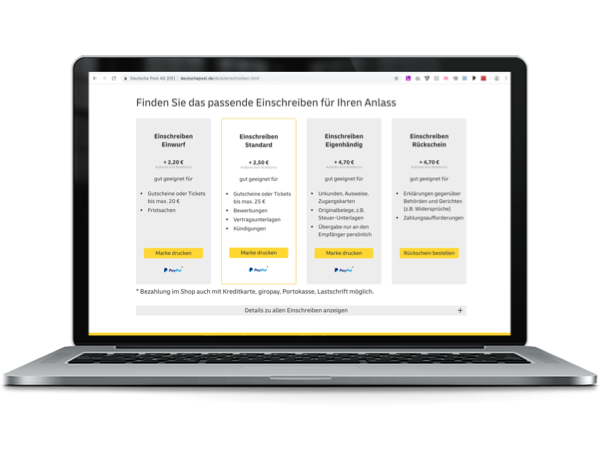 Deutsche Post AG [DE] | deutschepost.de/de/e/einschreiben.html
Finden Sie das passende Einschreiben für Ihren Anlass
Einschreiben
Einwurf
+ 2,20 €
gut geeignet für
• Gutscheine oder Tickets
bis max. 20 €
• Fristsachen
Marke drucken
PayPal*
Einschreiben
Standard
+ 2,50 €
gut geeignet für
• Gutscheine oder Tickets
bis max. 25 €
• Bewerbungen
• Vertragsunterlagen
• Kündigungen
Marke drucken
PayPal*
Einschreiben
Eigenhändig
+ 4,70 €
gut geeignet für
• Urkunden, Ausweise,
Zugangskarten
• Originalbelege, z.B.
Steuer-Unterlagen
• Übergabe nur an den
Empfänger persönlich
Marke drucken
PayPal*
Einschreiben
Rückschein
+ 4,70 €
gut geeignet für
• Erklärungen gegenüber
Behörden und Gerichten
(z.B. Widersprüche)
• Zahlungsaufforderungen
Rückschein bestellen
* Bezahlung im Shop auch mit Kreditkarte, giropay, Portokasse, Lastschrift möglich.
Details zu allen Einschreiben anzeigen +